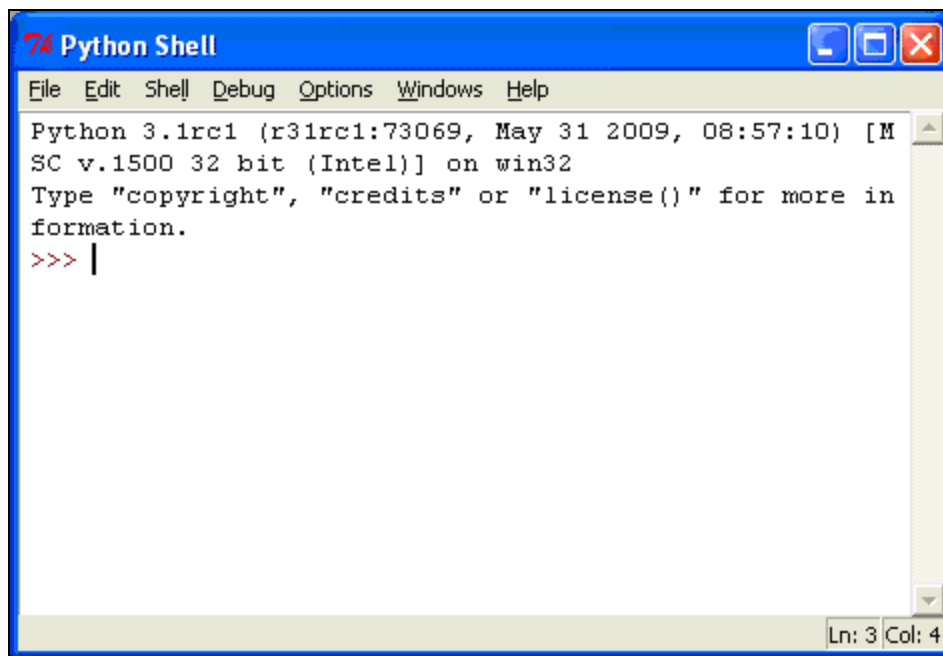 7% Python Shell
File Edit Shell Debug Options Windows Help
Python 3.1rc1 (r31rc1:73069, May 31 2009, 08:57:10) [M
SC v.1500 32 bit (Intel)] on win32
Type "copyright", "credits" or "license()" for more in
formation.
>>>
Ln: 3 Col: 4